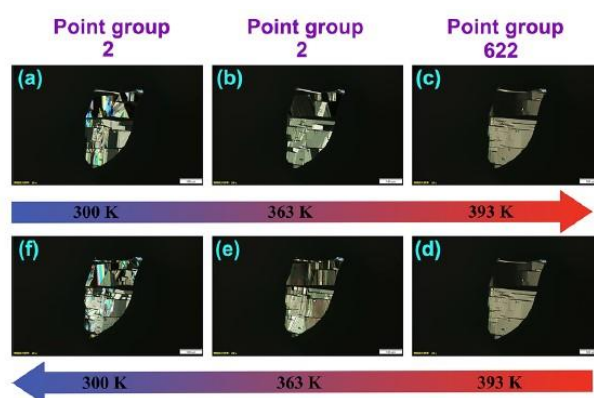 Point group
2
Point group
2
Point group
622
(a)
(b)
(c)
300 K
363 K
393 K
(f)
(e)
(d)
300 K
363 K
393 K